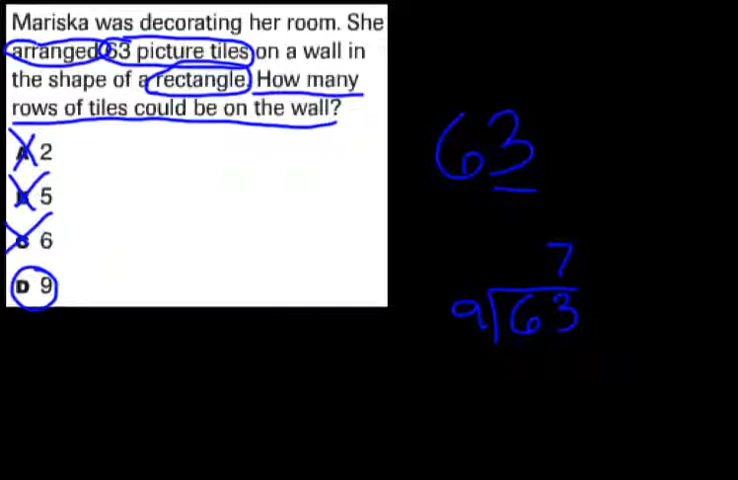 Mariska was decorating her room. She
arranged 63 picture tiles on a wall in
the shape of a rectangle. How many
rows of tiles could be on the wall?
A 2
B 5
C 6
D 9
63
7
9 63